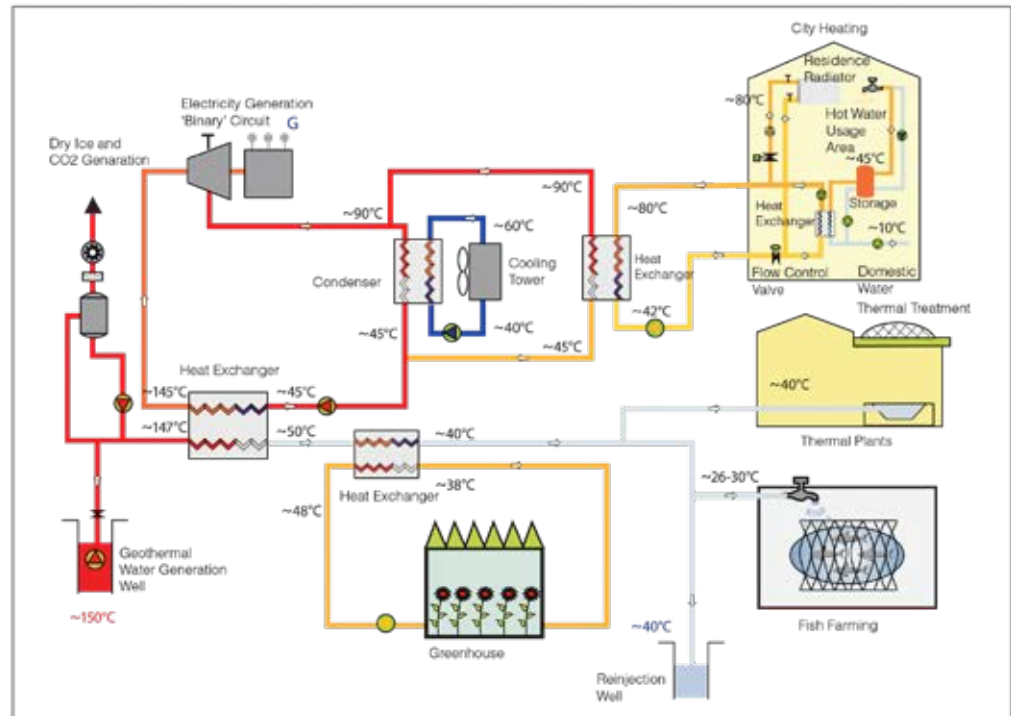 City Heating
Residence
Radiator
~80°C
Hot Water
Usage
Area
~45°C
Storage
Heat
Exchanger
~10°C
Flow Control
Valve
Domestic
Water
Electricity Generation
'Binary' Circuit
G
Dry Ice and
CO2 Genaration
~90°C
~90°C
~60°C
~80°C
Condenser
Cooling
Tower
Heat
Exchanger
~40°C
~42°C
~45°C
~45°C
Thermal Treatment
~40°C
Thermal Plants
Heat Exchanger
~145°C
~45°C
~147°C
~50°C
~40°C
Heat Exchanger
~38°C
~48°C
~26-30°C
Fish Farming
Geothermal
Water Generation
Well
~150°C
Greenhouse
~40°C
Reinjection
Well